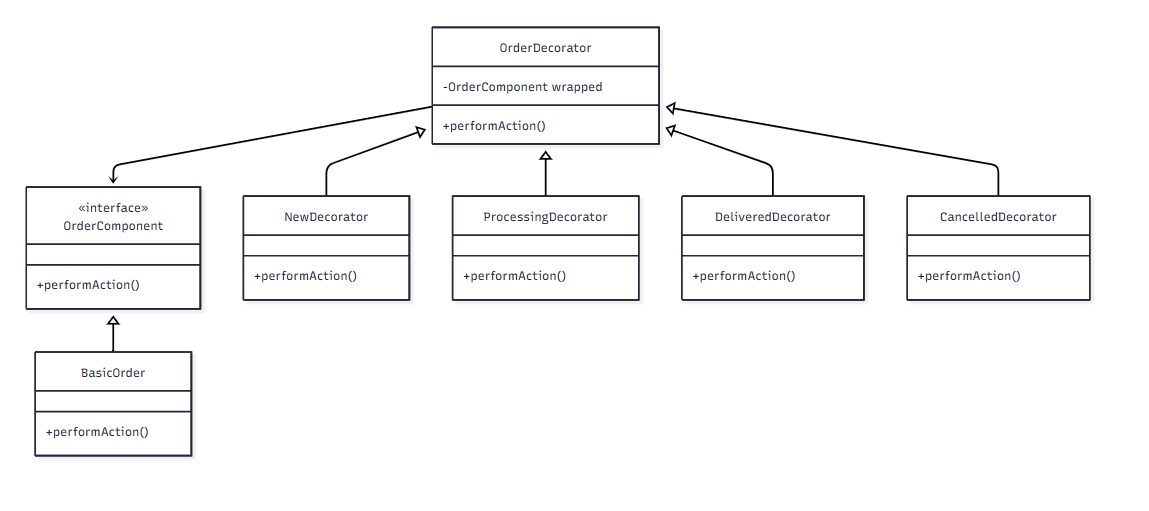 OrderDecorator
-OrderComponent wrapped
+performAction()
«interface»
OrderComponent
+performAction()
NewDecorator
+performAction()
ProcessingDecorator
+performAction()
DeliveredDecorator
+performAction()
CancelledDecorator
+performAction()
BasicOrder
+performAction()